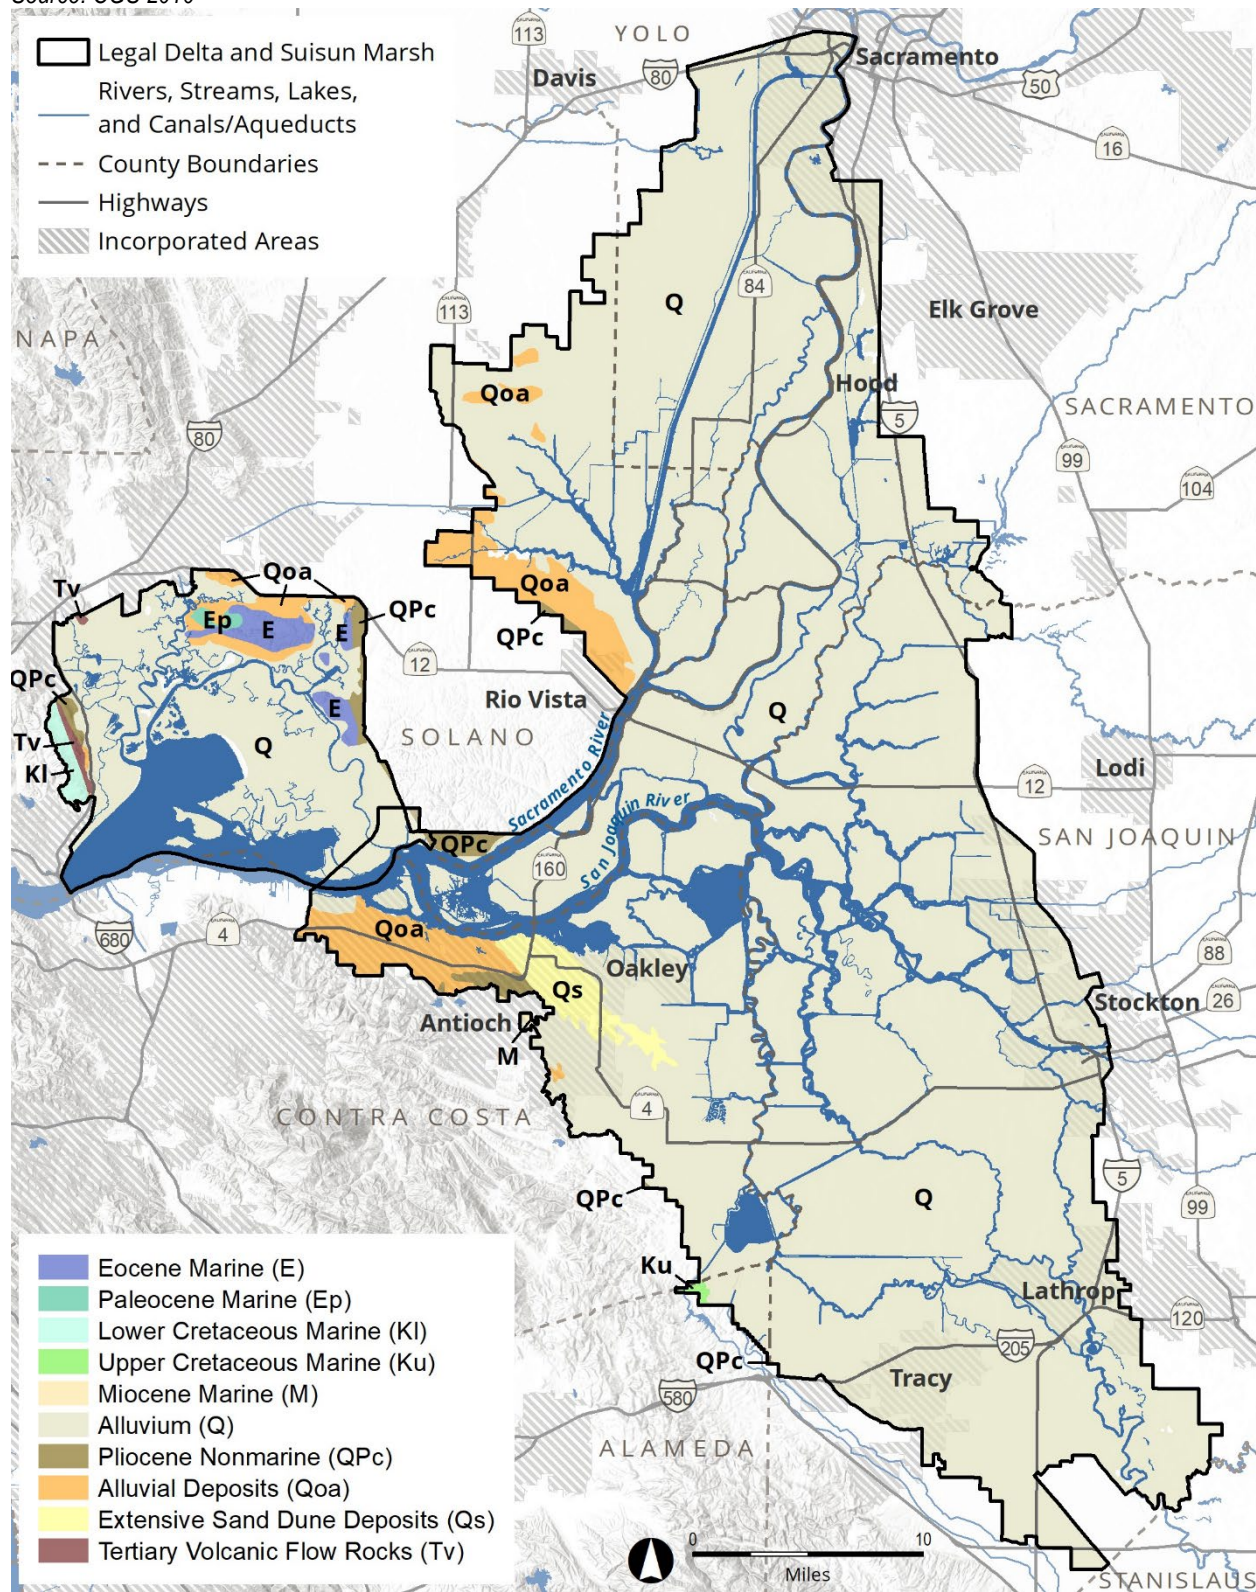 Legal Delta and Suisun Marsh
Rivers, Streams, Lakes,
and Canals/Aqueducts
County Boundaries
Highways
Incorporated Areas
113
YOLO
Davis
80
Sacramento
50
16
84
Q
113
Elk Grove
NAPA
Hood
Qoa
5
SACRAMENTO
80
99
104
Tv
Qoa
Qoa
Ep
E
E
QPc
QPc
12
QPc
Rio Vista
E
Q
Tv
Q
SOLANO
Kl
Sacramento River
Lodi
12
San Joaquin River
SAN JOAQUIN
QPc
160
680
4
Qoa
88
Oakley
Qs
Stockton
26
Antioch
M
4
CONTRA COSTA
5
QPc
Q
99
Ku
Lathrop
120
205
QPc
Tracy
580
ALAMEDA
Eocene Marine (E)
Paleocene Marine (Ep)
Lower Cretaceous Marine (Kl)
Upper Cretaceous Marine (Ku)
Miocene Marine (M)
Alluvium (Q)
Pliocene Nonmarine (QPc)
Alluvial Deposits (Qoa)
Extensive Sand Dune Deposits (Qs)
Tertiary Volcanic Flow Rocks (Tv)
0
10
Miles
STANISLAUS